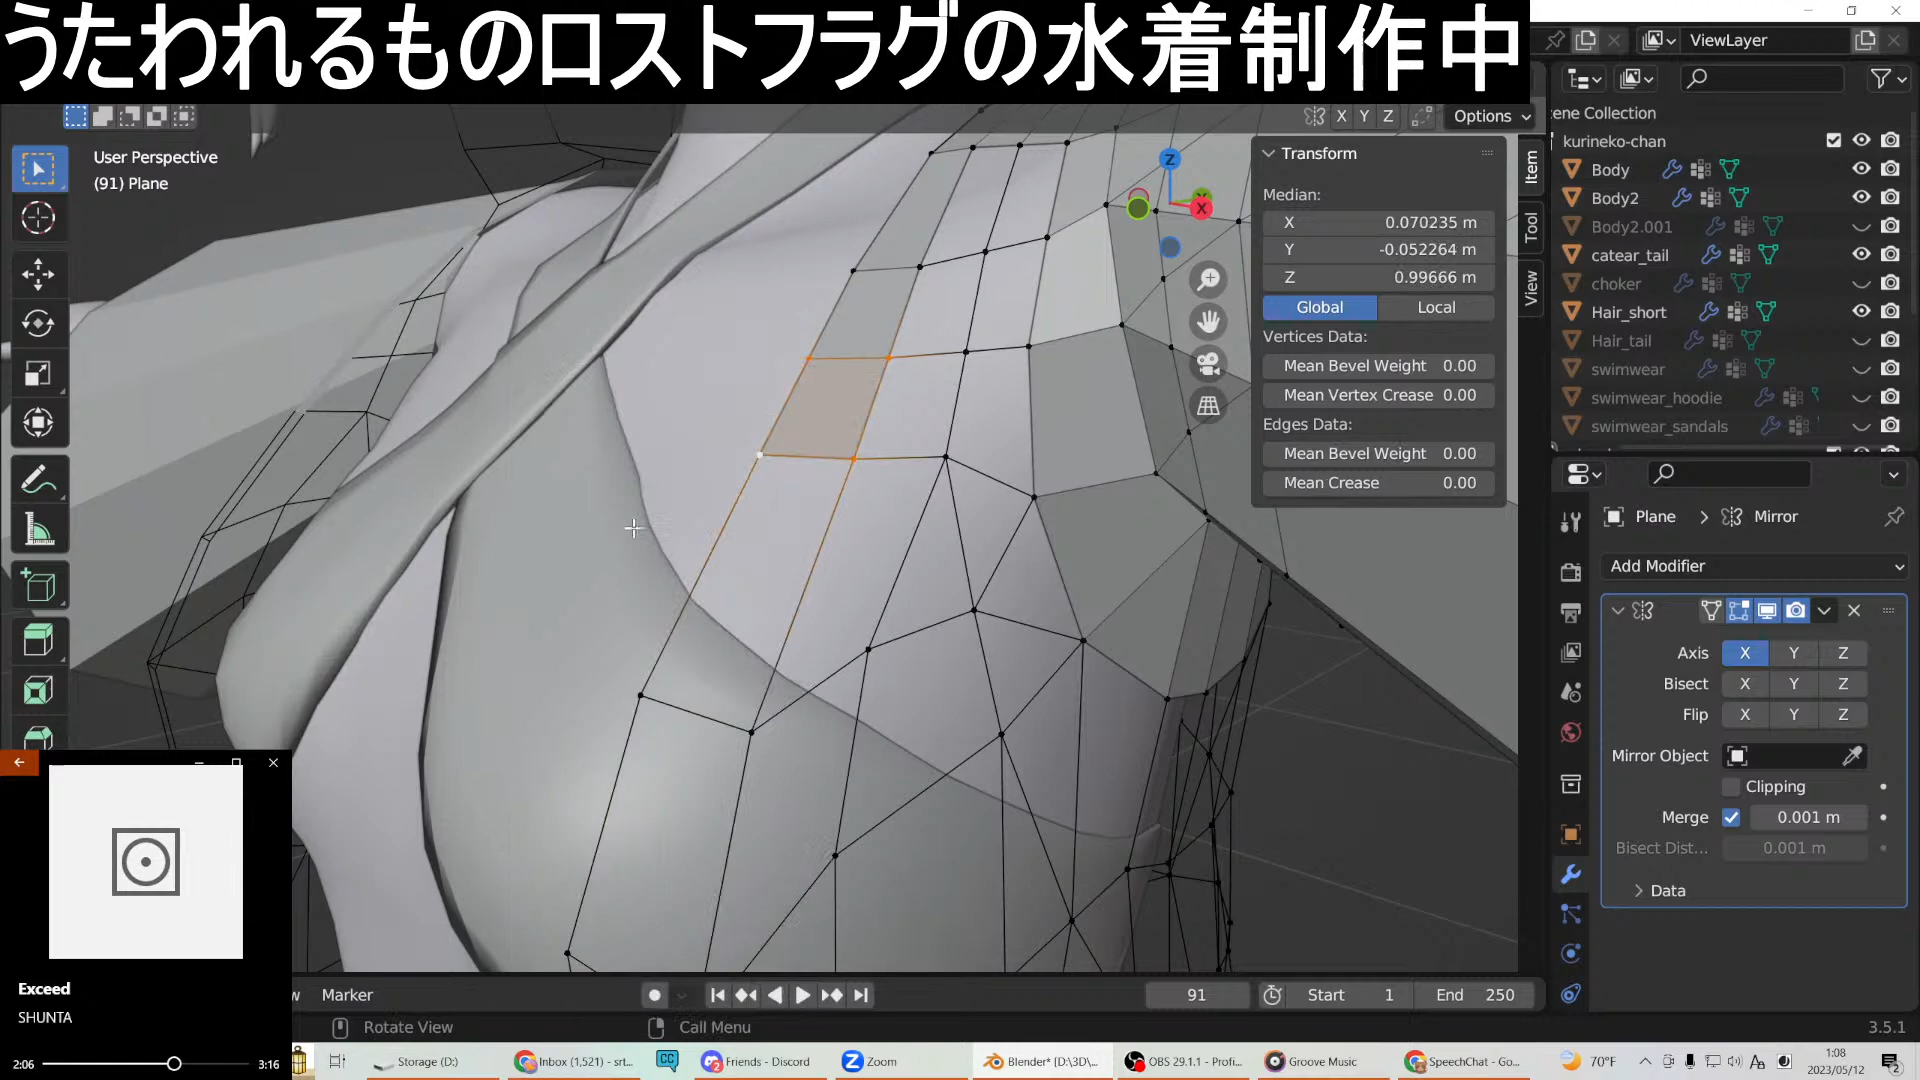 うたわれるものロストフラグの水着制作中
ViewLayer
X Y Z Options
User Perspective
(91) Plane
Transform
Median:
X 0.070235 m
Y -0.052264 m
Z 0.99666 m
Global Local
Vertices Data:
Mean Bevel Weight 0.00
Mean Vertex Crease 0.00
Edges Data:
Mean Bevel Weight 0.00
Mean Crease 0.00
Z
X
Item
Tool
View
ene Collection
kurineko-chan
Body
Body2
Body2.001
catear_tail
choker
Hair_short
Hair_tail
swimwear
swimwear_hoodie
swimwear_sandals
Plane > Mirror
Add Modifier
Axis X Y Z
Bisect X Y Z
Flip X Y Z
Mirror Object
Clipping
Merge 0.001 m
Bisect Dist... 0.001 m
Data
Exceed
SHUNTA
2:06 3:16
Marker
91 Start 1 End 250
Rotate View Call Menu
3.5.1
Storage (D:)
Inbox (1,521) - srt...
CC
Friends - Discord
Zoom
Blender* [D:\3D\...
OBS 29.1.1 - Profi...
Groove Music
SpeechChat - Go...
70°F
1:08
2023/05/12
2